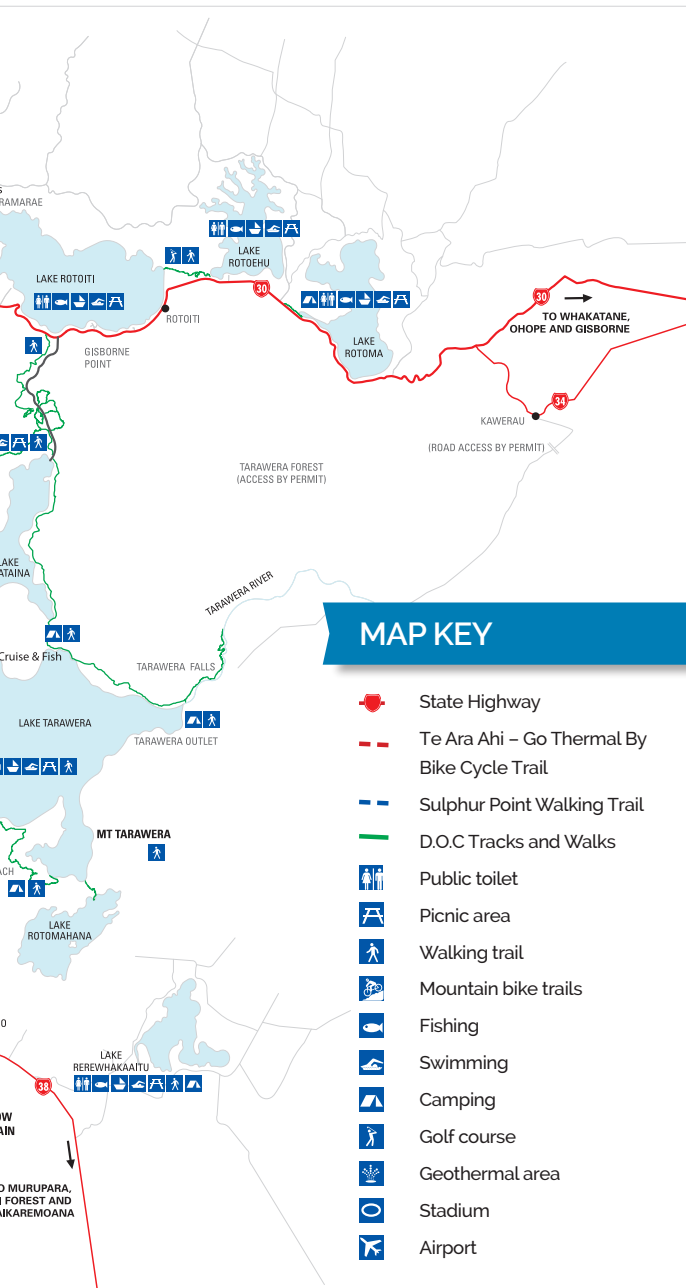 S
RAMARAE
LAKE
ROTOEHU
LAKE ROTOITI
30
30
ROTOITI
TO WHAKATANE,
OHOPE AND GISBORNE
GISBORNE
POINT
LAKE
ROTOMA
34
KAWERAU
(ROAD ACCESS BY PERMIT)
TARAWERA FOREST
(ACCESS BY PERMIT)
LAKE
ATAINA
TARAWERA RIVER
Cruise & Fish
TARAWERA FALLS
LAKE TARAWERA
TARAWERA OUTLET
MT TARAWERA
ACH
LAKE
ROTOMAHANA
O
LAKE
REREWHAKAAITU
38
OW
AIN
O MURUPARA,
FOREST AND
AIKAREMOANA
MAP KEY
State Highway
Te Ara Ahi – Go Thermal By
Bike Cycle Trail
Sulphur Point Walking Trail
D.O.C Tracks and Walks
Public toilet
Picnic area
Walking trail
Mountain bike trails
Fishing
Swimming
Camping
Golf course
Geothermal area
Stadium
Airport